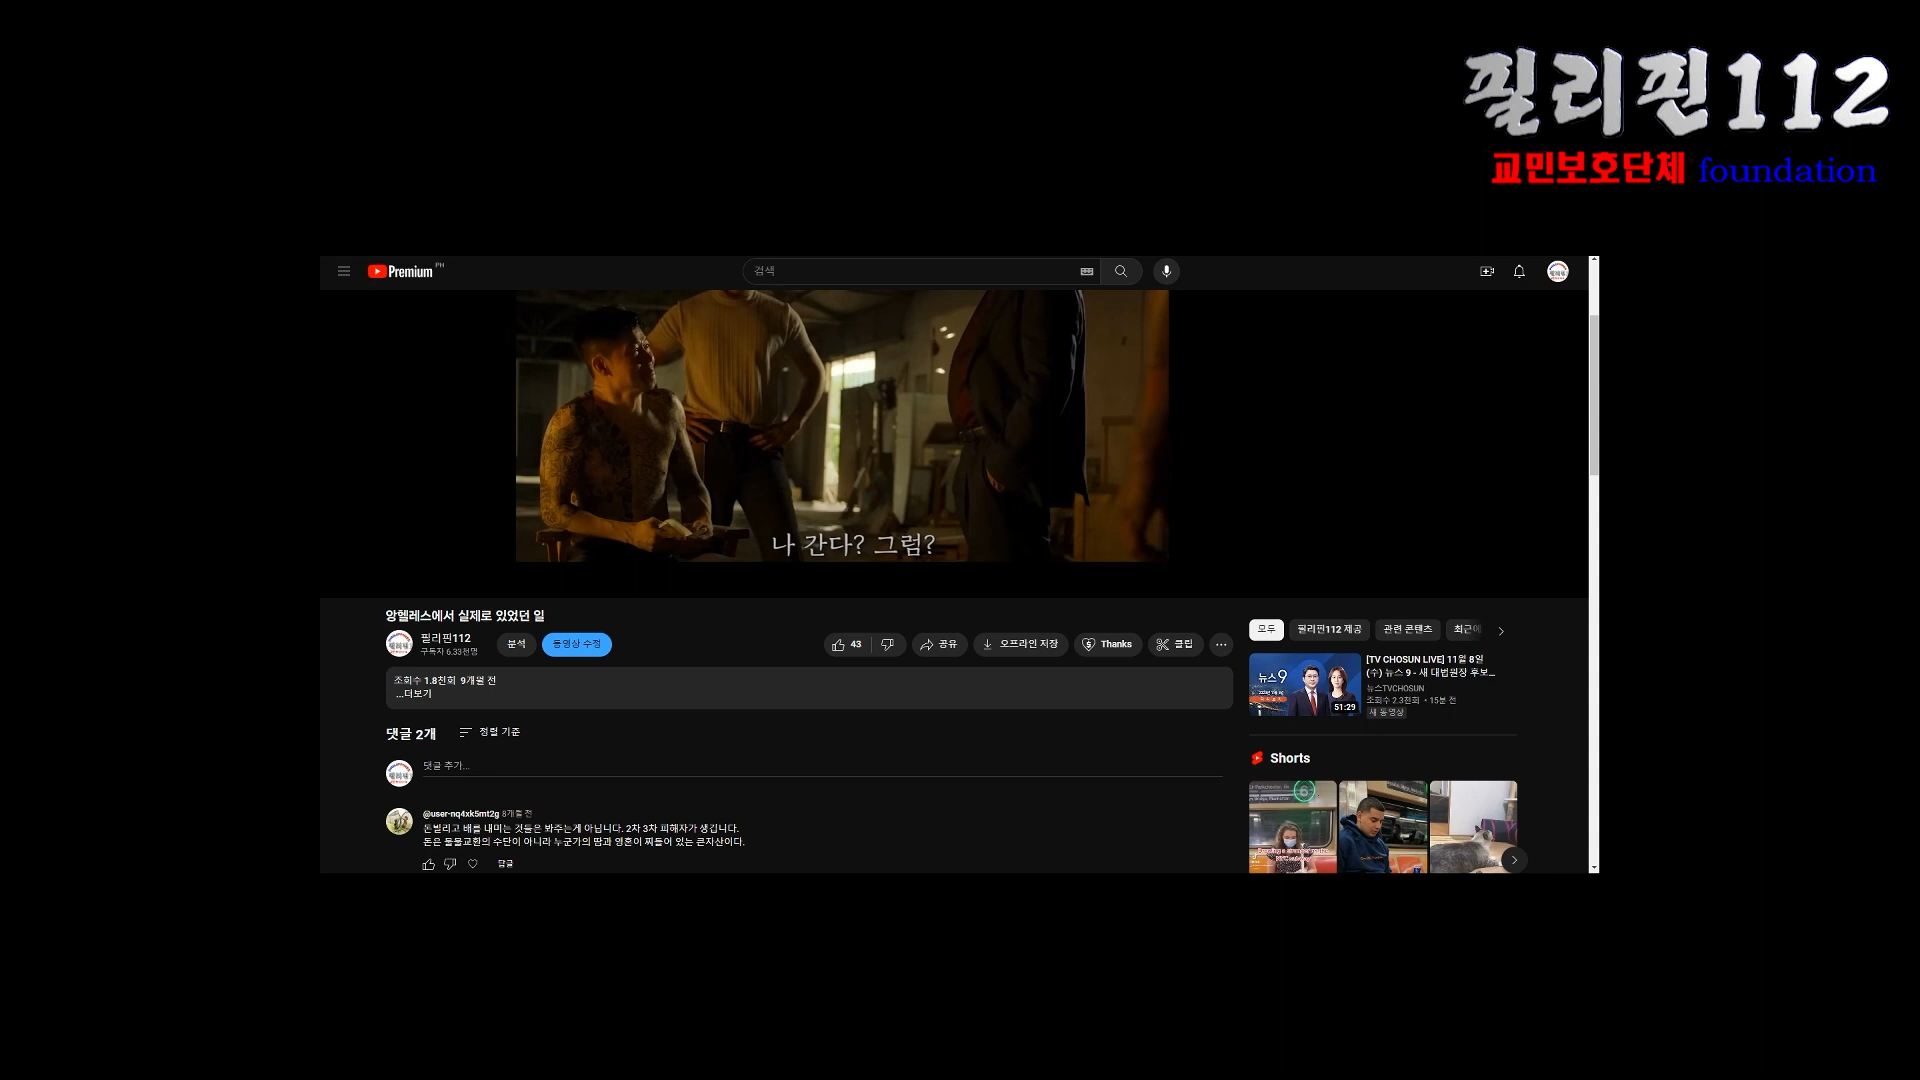 필리핀112
교민보호단체 foundation
Premium PH
검색
나 간다? 그럼?
앙헬레스에서 실제로 있었던 일
필리핀112
구독자 6.33천명
분석
동영상 수정
43
공유
오프라인 저장
Thanks
클립
조회수 1.8천회 9개월 전
...더보기
댓글 2개
정렬 기준
댓글 추가...
@user-nq4xk5mt2g 8개월 전
돈빌리고 배를 내미는 것들은 봐주는게 아닙니다. 2차 3차 피해자가 생깁니다.
돈은 물물교환의 수단이 아니라 누군가의 땀과 영혼이 찌들어 있는 큰자산이다.
답글
모두
필리핀112 제공
관련 콘텐츠
최근에
뉴스9
51:29
[TV CHOSUN LIVE] 11월 8일
(수) 뉴스 9 - 새 대법원장 후보...
뉴스TVCHOSUN
조회수 2.3천회 • 15분 전
새 동영상
Shorts
6